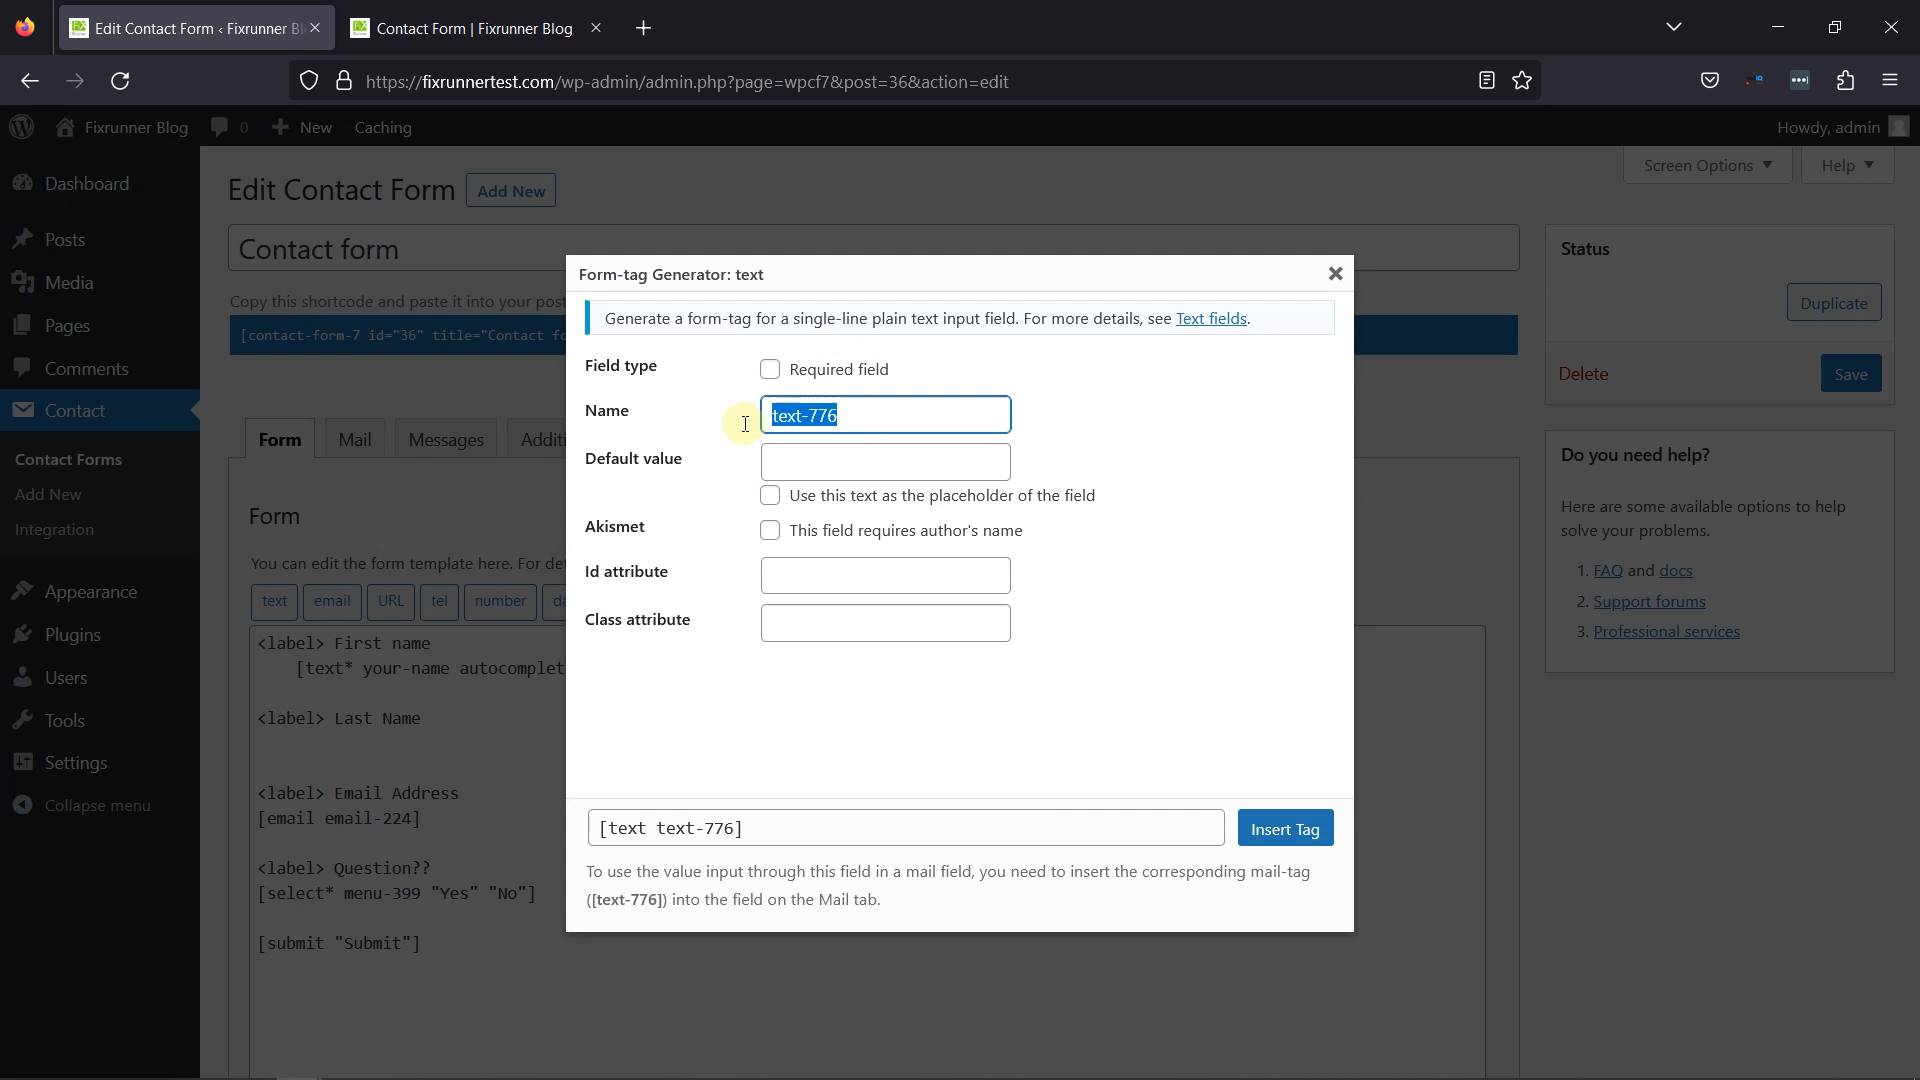 Edit Contact Form ‹ Fixrunner Bl
Contact Form | Fixrunner Blog
https://fixrunnertest.com/wp-admin/admin.php?page=wpcf7&post=36&action=edit
Fixrunner Blog
0
New
Caching
Howdy, admin
Dashboard
Posts
Media
Pages
Comments
Contact
Contact Forms
Add New
Integration
Appearance
Plugins
Users
Tools
Settings
Collapse menu
Screen Options
Help
Edit Contact Form
Add New
Contact form
Copy this shortcode and paste it into your post
[contact-form-7 id="36" title="Contact fo
Form
Mail
Messages
Additi
Form
You can edit the form template here. For det
text
email
URL
tel
number
da
<label> First name
[text* your-name autocomplet
<label> Last Name
<label> Email Address
[email email-224]
<label> Question??
[select* menu-399 "Yes" "No"]
[submit "Submit"]
Form-tag Generator: text
Generate a form-tag for a single-line plain text input field. For more details, see Text fields.
Field type
Required field
Name
text-776
Default value
Use this text as the placeholder of the field
Akismet
This field requires author's name
Id attribute
Class attribute
[text text-776]
Insert Tag
To use the value input through this field in a mail field, you need to insert the corresponding mail-tag
([text-776]) into the field on the Mail tab.
Status
Duplicate
Delete
Save
Do you need help?
Here are some available options to help
solve your problems.
1. FAQ and docs
2. Support forums
3. Professional services